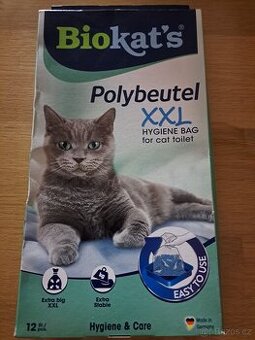 Biokat's
Polybeutel
XXL
HYGIENE BAG
for cat toilet
EASY TO USE
Extra big
XXL
Extra
Stable
Made in
Germany
12
Hygiene & Care